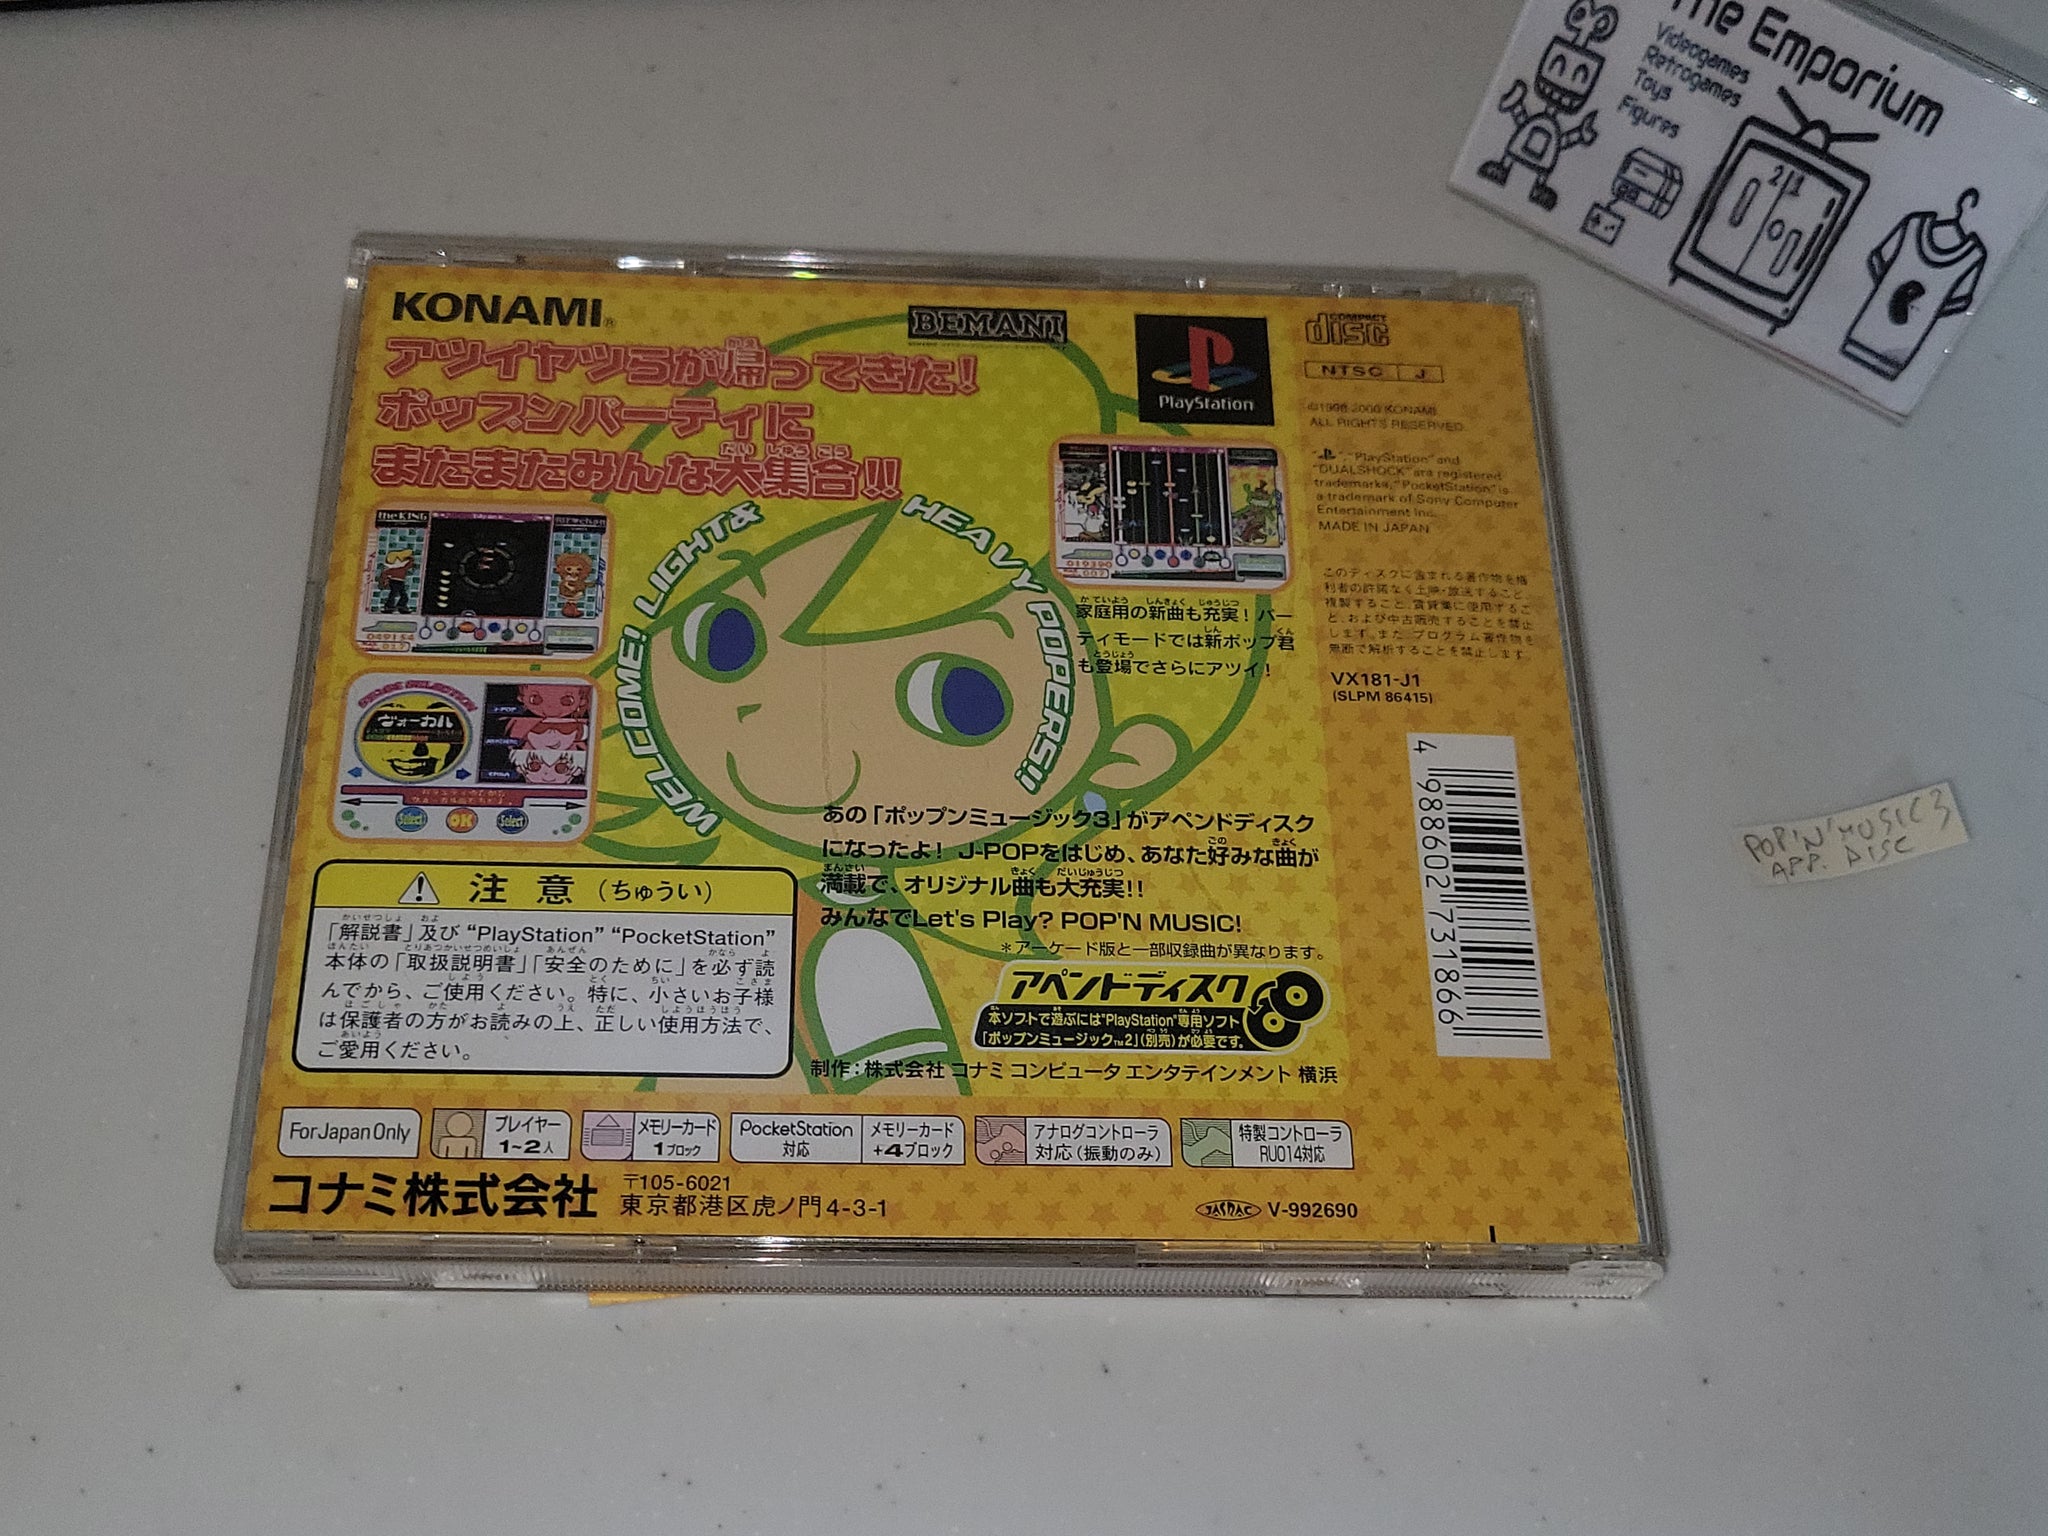 The Emporium
Videogames
Retrogames
Toys
Figures
KONAMI®
BEMANI
PlayStation
COMPACT
disc
NTSC J
アツイヤツらが帰ってきた!
ポップンパーティに
またまたみんな大集合!!
WELCOME! LIGHT& HEAVY POPERS!!
the KING
049154
019390
家庭用の新曲も充実!パー
ティモードでは新ポップ君
も登場でさらにアツイ!
ヴォーカル
J-POP
Select
OK
Select
©1998 2000 KONAMI
ALL RIGHTS RESERVED.
"PlayStation" and
"DUALSHOCK" are registered
trademarks, "PocketStation" is
a trademark of Sony Computer
Entertainment Inc.
MADE IN JAPAN
このディスクに含まれる著作物を権
利者の許諾なく上映・放送すること、
複製すること、賃貸業に使用するこ
と、および中古販売することを禁止
します。また、プログラム著作物を
無断で解析することを禁止します。
VX181-J1
(SLPM 86415)
4 988602 731866
POP'N' MUSIC 3
APP. DISC
あの「ポップンミュージック3」がアペンドディスク
になったよ! J-POPをはじめ、あなた好みな曲が
満載で、オリジナル曲も大充実!!
みんなでLet's Play? POP'N MUSIC!
*アーケード版と一部収録曲が異なります。
アペンドディスク
本ソフトで遊ぶには"PlayStation"専用ソフト
「ポップンミュージック™2」(別売)が必要です。
制作:株式会社 コナミ コンピュータ エンタテインメント 横浜
注意(ちゅうい)
「解説書」及び "PlayStation" "PocketStation"
本体の「取扱説明書」「安全のために」を必ず読
んでから、ご使用ください。特に、小さいお子様
は保護者の方がお読みの上、正しい使用方法で、
ご愛用ください。
For Japan Only
プレイヤー
1~2人
メモリーカード
1ブロック
PocketStation
対応
メモリーカード
+4ブロック
アナログコントローラ
対応(振動のみ)
特製コントローラ
RU014対応
コナミ株式会社
〒105-6021
東京都港区虎ノ門4-3-1
JASRAC V-992690